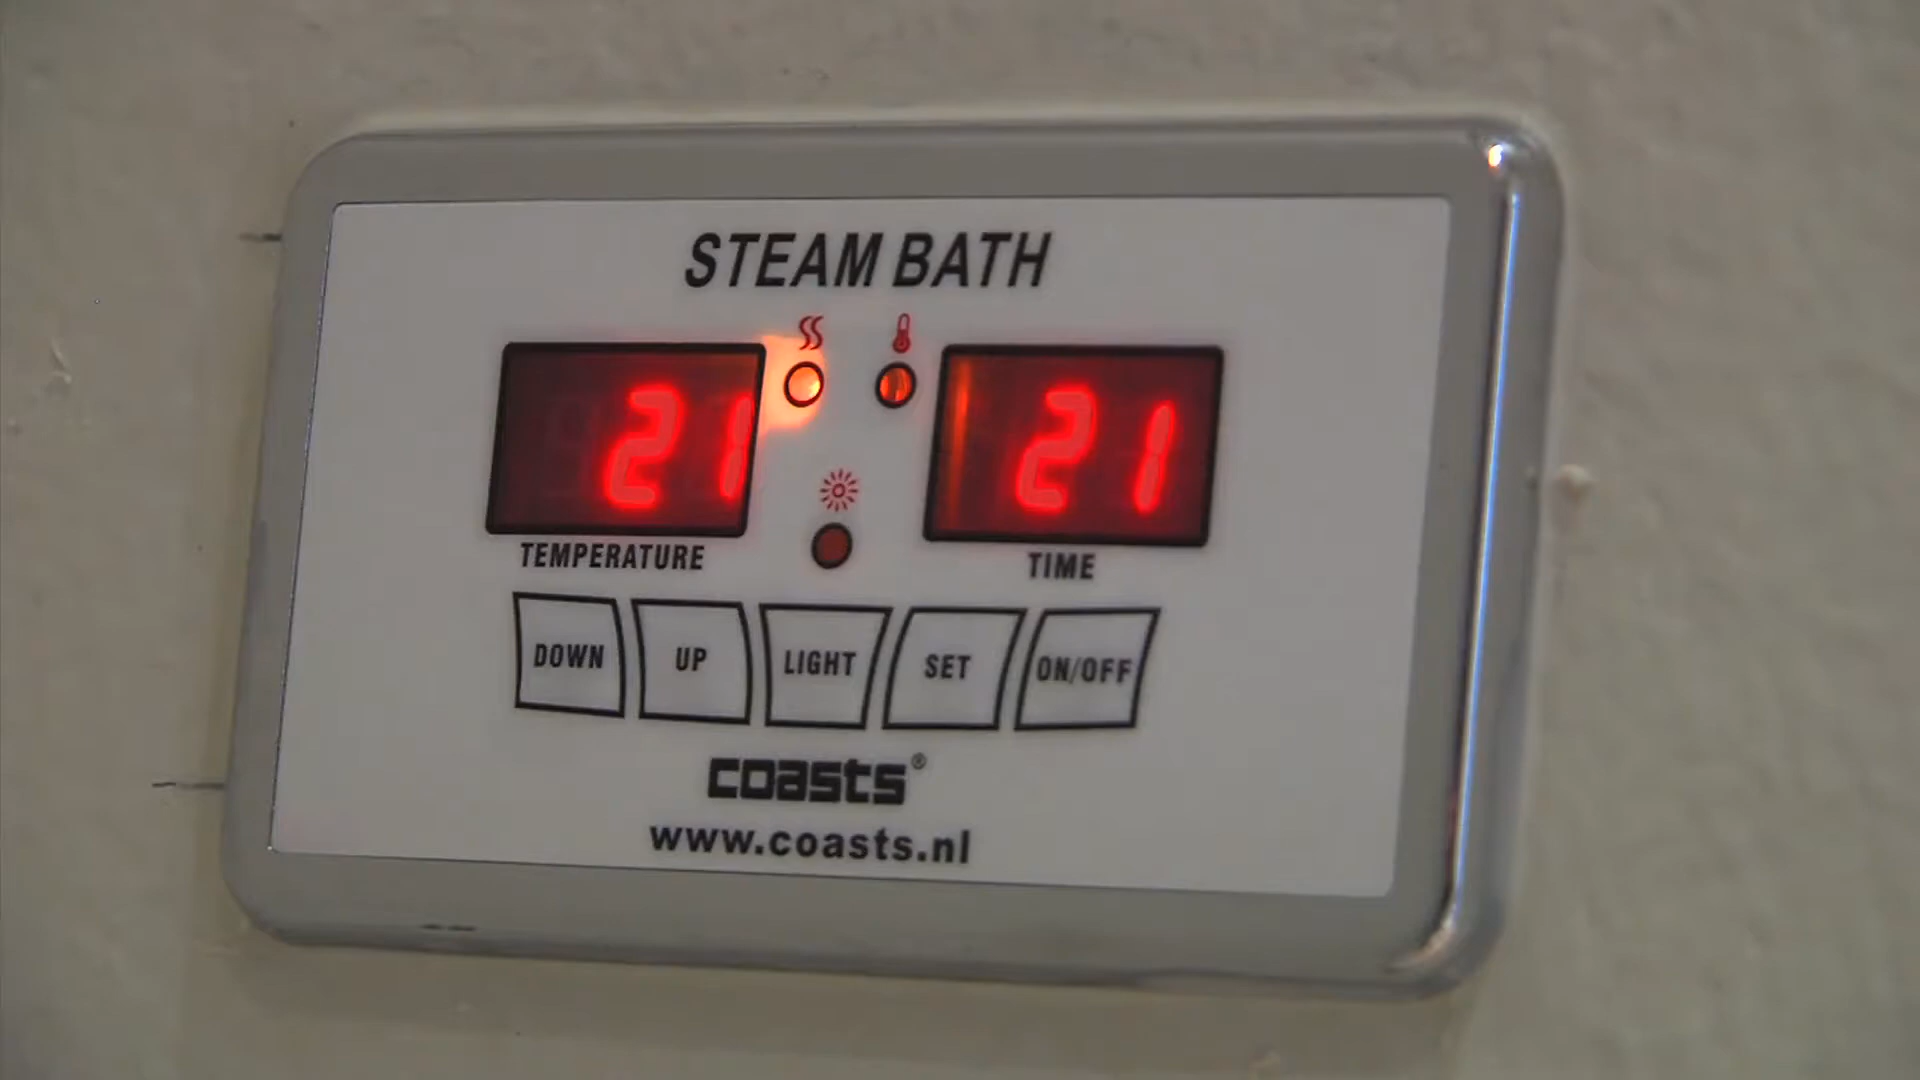 STEAM BATH
21 21
TEMPERATURE TIME
DOWN UP LIGHT SET ON/OFF
coasts®
www.coasts.nl